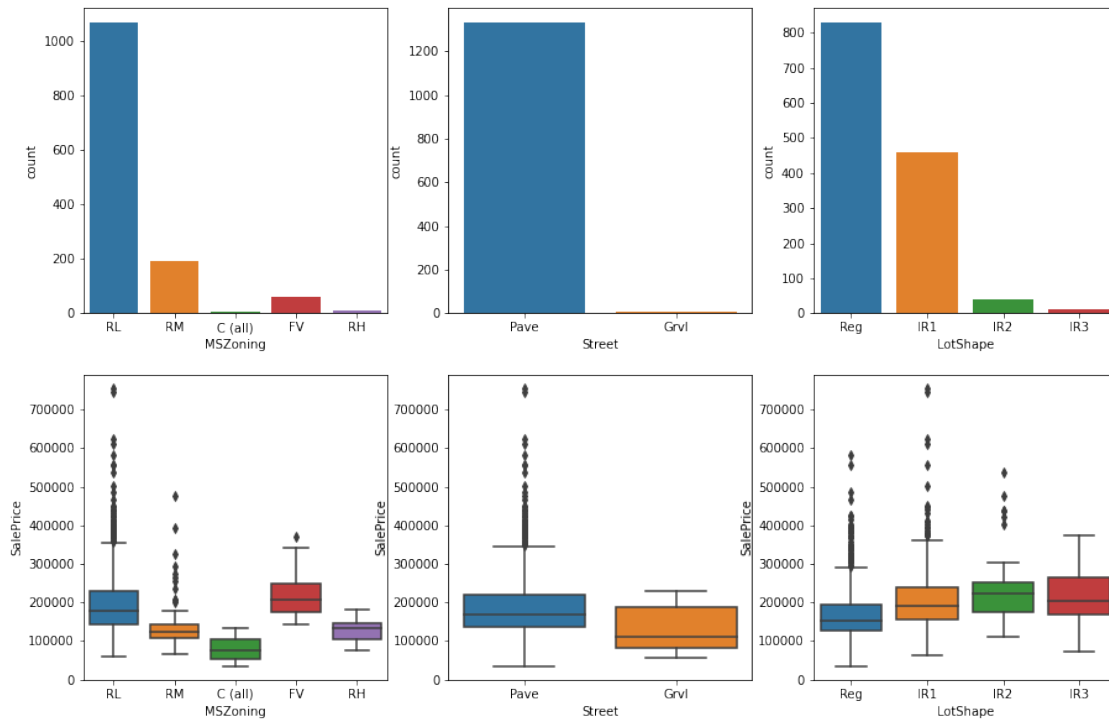 count
1000
800
600
400
200
0
RL RM C (all) FV RH
MSZoning
count
1200
1000
800
600
400
200
0
Pave Grvl
Street
count
800
700
600
500
400
300
200
100
0
Reg IR1 IR2 IR3
LotShape
SalePrice
700000
600000
500000
400000
300000
200000
100000
0
RL RM C (all) FV RH
MSZoning
SalePrice
700000
600000
500000
400000
300000
200000
100000
0
Pave Grvl
Street
SalePrice
700000
600000
500000
400000
300000
200000
100000
0
Reg IR1 IR2 IR3
LotShape